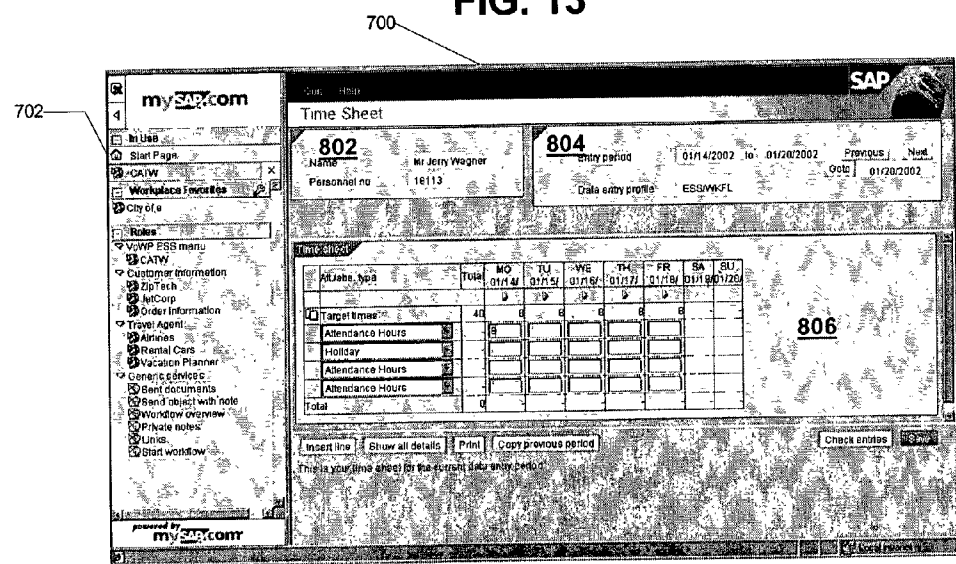 FIG. 13
700
702
mySAP.com
SAP
Help
Time Sheet
In Use
Start Page
CATW
Workplace Favorites
City of e
Roles
VoWP ESS menu
CATW
Customer Information
ZipTech
JetCorp
Order Information
Travel Agent
Airlines
Rental Cars
Vacation Planner
Generic services
Sent documents
Send object with note
Workflow overview
Private notes
Links
Start workflow
powered by
mySAP.com
802
Name Mr Jerry Wagner
Personnel no 18113
804
Entry period 01/14/2002 to 01/20/2002 Previous Next
Goto 01/20/2002
Data entry profile ESS/WKFL
Time sheet
Att./abs. type Total MO TU WE TH FR SA SU
01/14/ 01/15/ 01/16/ 01/17/ 01/18/ 01/19/ 01/20/
Target times 40 8 8 8 8 8
Attendance Hours 8
Holiday
Attendance Hours
Attendance Hours
Total 0
806
Insert line Show all details Print Copy previous period Check entries
This is your time sheet for the current data entry period